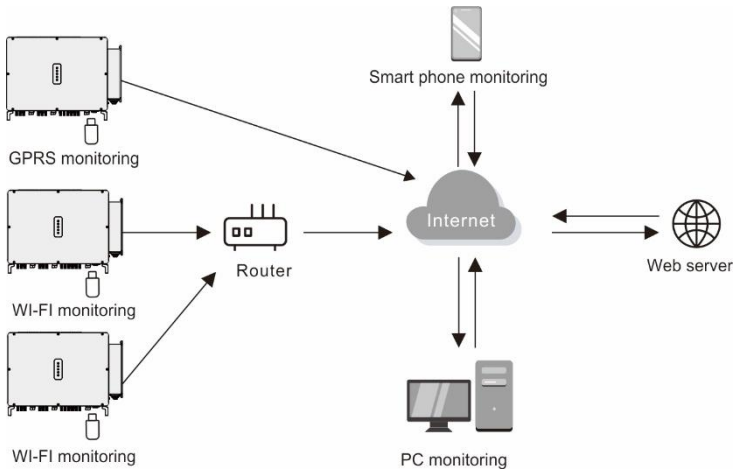 Smart phone monitoring
GPRS monitoring
Internet
Router
Web server
WI-FI monitoring
WI-FI monitoring
PC monitoring